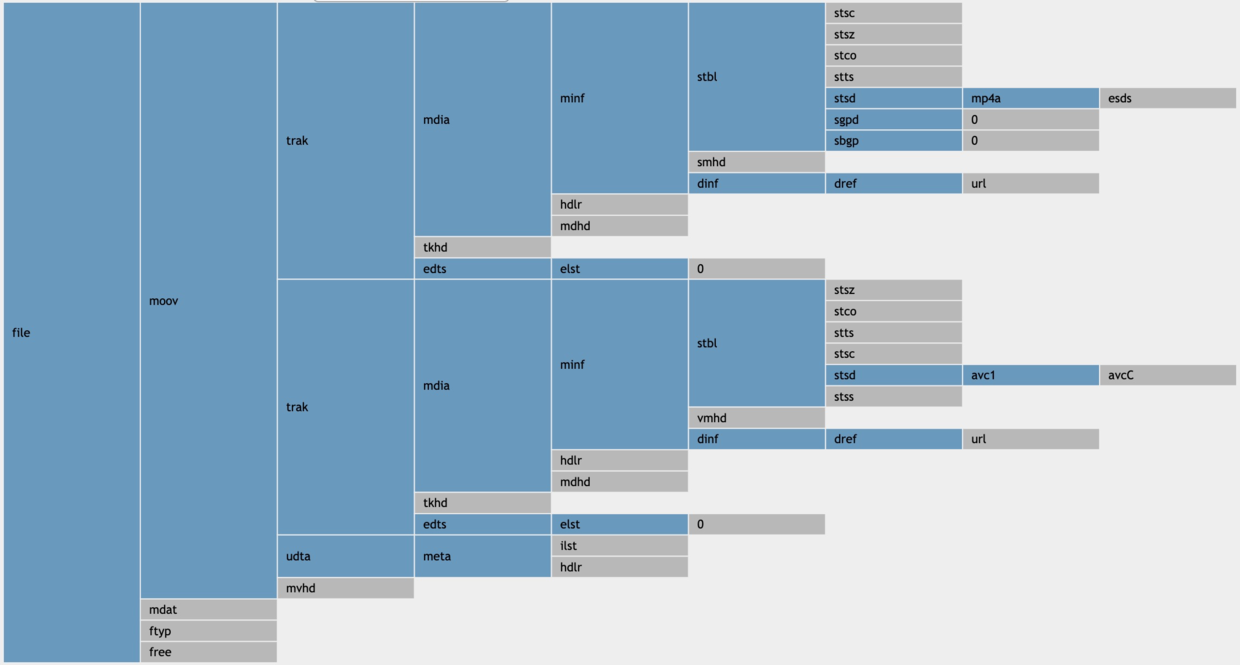 stsc
stsz
stco
stbl
stts
minf
stsd mp4a esds
mdia
sgpd 0
trak
sbgp 0
smhd
dinf dref url
hdlr
mdhd
tkhd
edts elst 0
stsz
moov
stco
file
stts
stbl
stsc
minf
stsd avc1 avcC
mdia
stss
trak
vmhd
dinf dref url
hdlr
mdhd
tkhd
edts elst 0
ilst
udta meta
hdlr
mvhd
mdat
ftyp
free